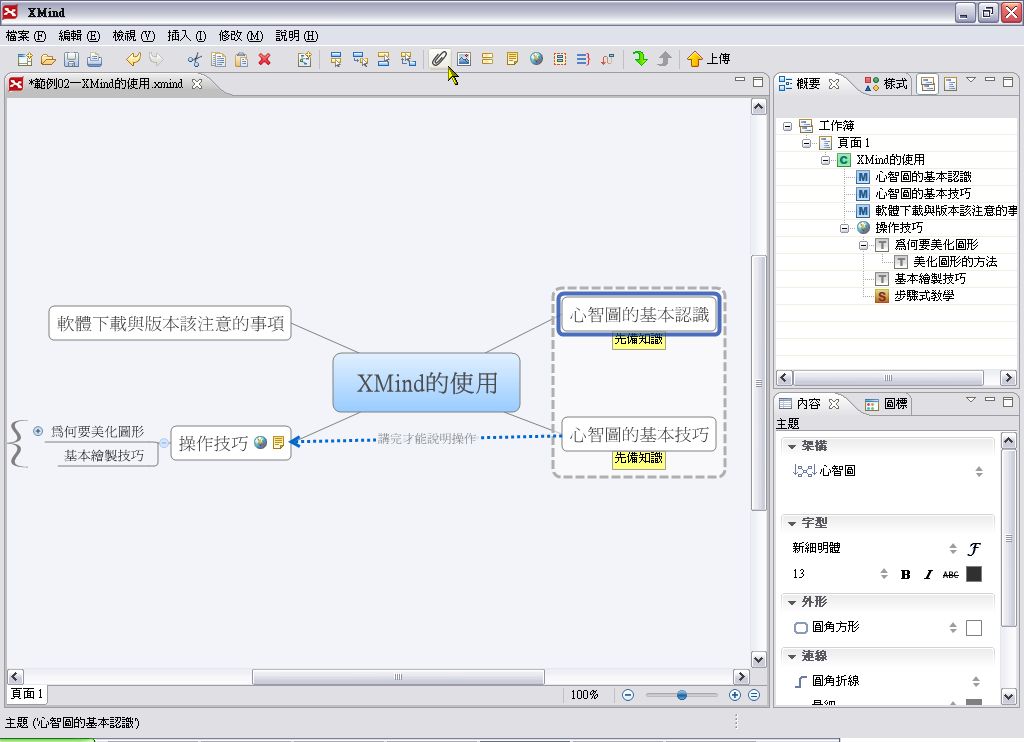 XMind
檔案 (F) 編輯 (E) 檢視 (V) 插入 (I) 修改 (M) 說明 (H)
上傳
*範例02—XMind的使用.xmind
軟體下載與版本該注意的事項
心智圖的基本認識
先備知識
XMind的使用
為何要美化圖形
基本繪製技巧
操作技巧
講完才能說明操作
心智圖的基本技巧
先備知識
頁面 1
100%
主題 ('心智圖的基本認識')
概要 樣式
工作簿
頁面 1
C XMind的使用
M 心智圖的基本認識
M 心智圖的基本技巧
M 軟體下載與版本該注意的事
操作技巧
T 為何要美化圖形
T 美化圖形的方法
T 基本繪製技巧
S 步驟式教學
內容 圖標
主題
架構
心智圖
字型
新細明體
13 B I ABC
外形
圓角方形
連線
圓角折線